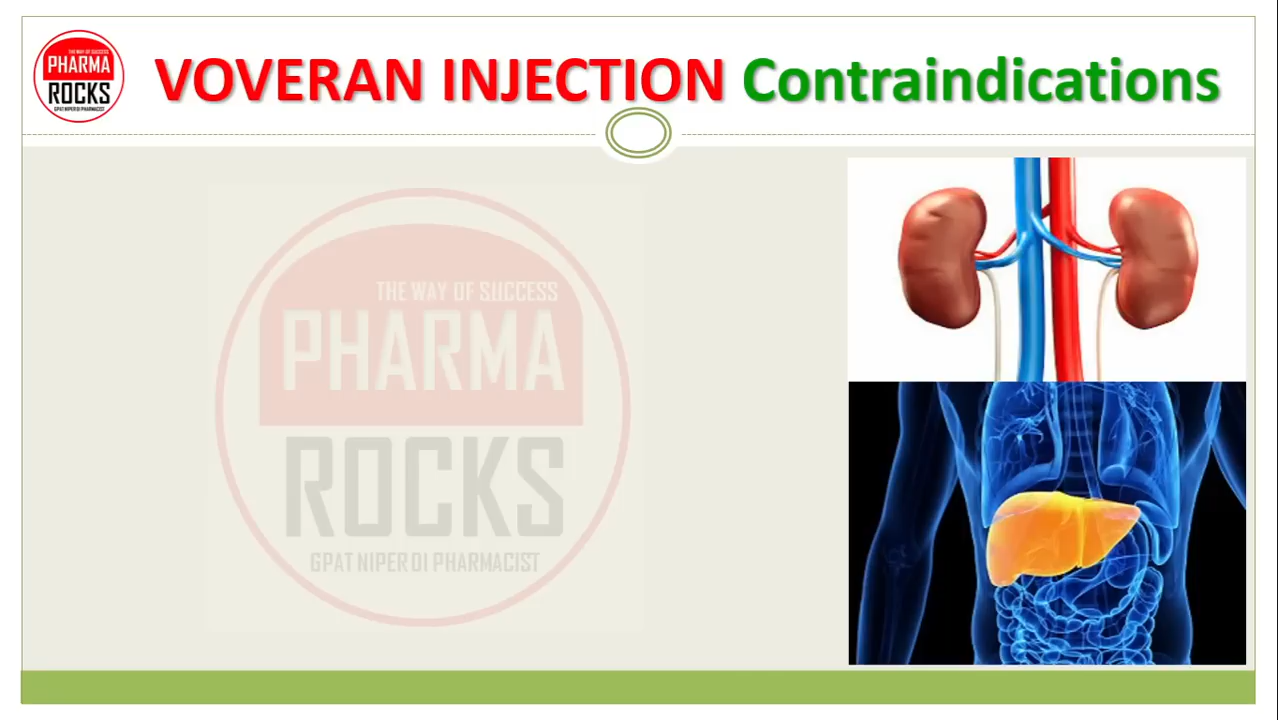 THE WAY OF SUCCESS
PHARMA
ROCKS
GPAT NIPER DI PHARMACIST
VOVERAN INJECTION Contraindications
THE WAY OF SUCCESS
PHARMA
ROCKS
GPAT NIPER DI PHARMACIST